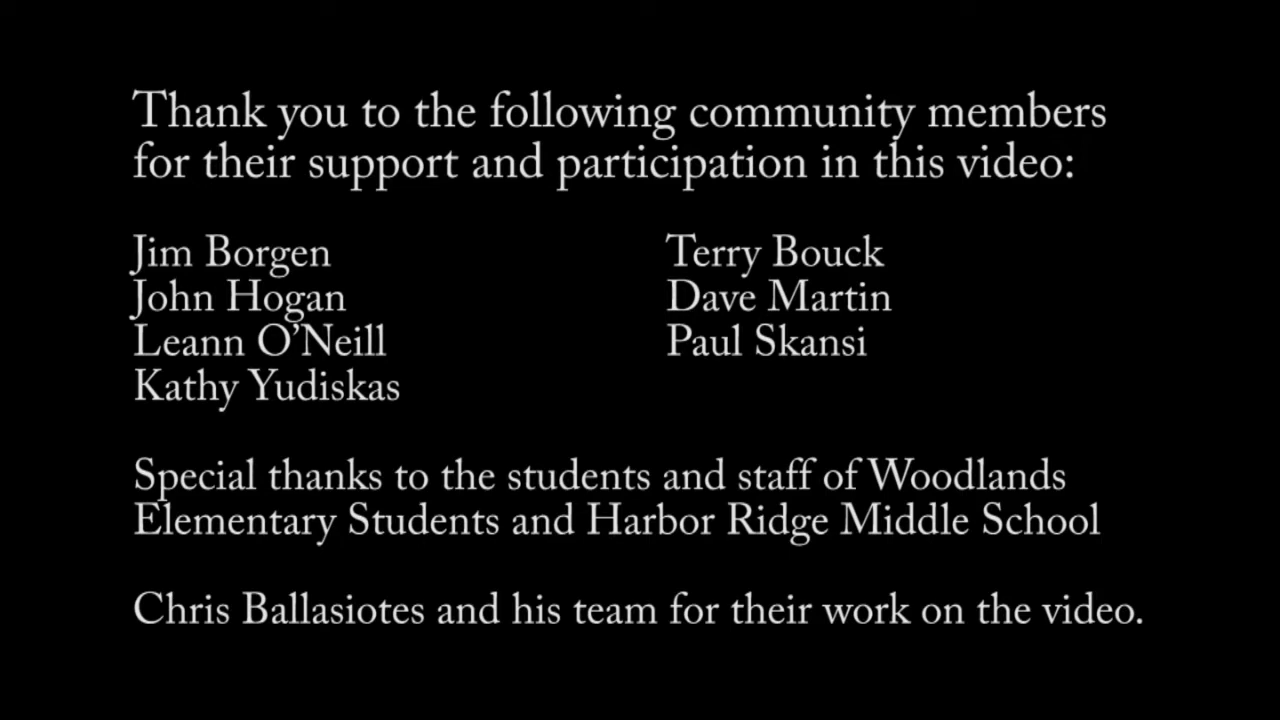 Thank you to the following community members
for their support and participation in this video:
Jim Borgen
John Hogan
Leann O’Neill
Kathy Yudiskas
Terry Bouck
Dave Martin
Paul Skansi
Special thanks to the students and staff of Woodlands
Elementary Students and Harbor Ridge Middle School
Chris Ballasiotes and his team for their work on the video.